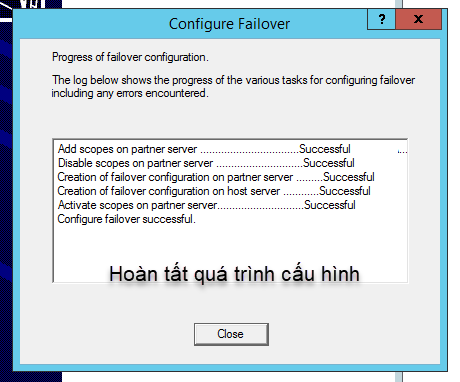 Configure Failover
?
x
Progress of failover configuration.
The log below shows the progress of the various tasks for configuring failover
including any errors encountered.
Add scopes on partner server ..................................Successful ....
Disable scopes on partner server ..............................Successful
Creation of failover configuration on partner server .........Successful
Creation of failover configuration on host server ............Successful
Activate scopes on partner server..............................Successful
Configure failover successful.
Hoàn tất quá trình cấu hình
Close